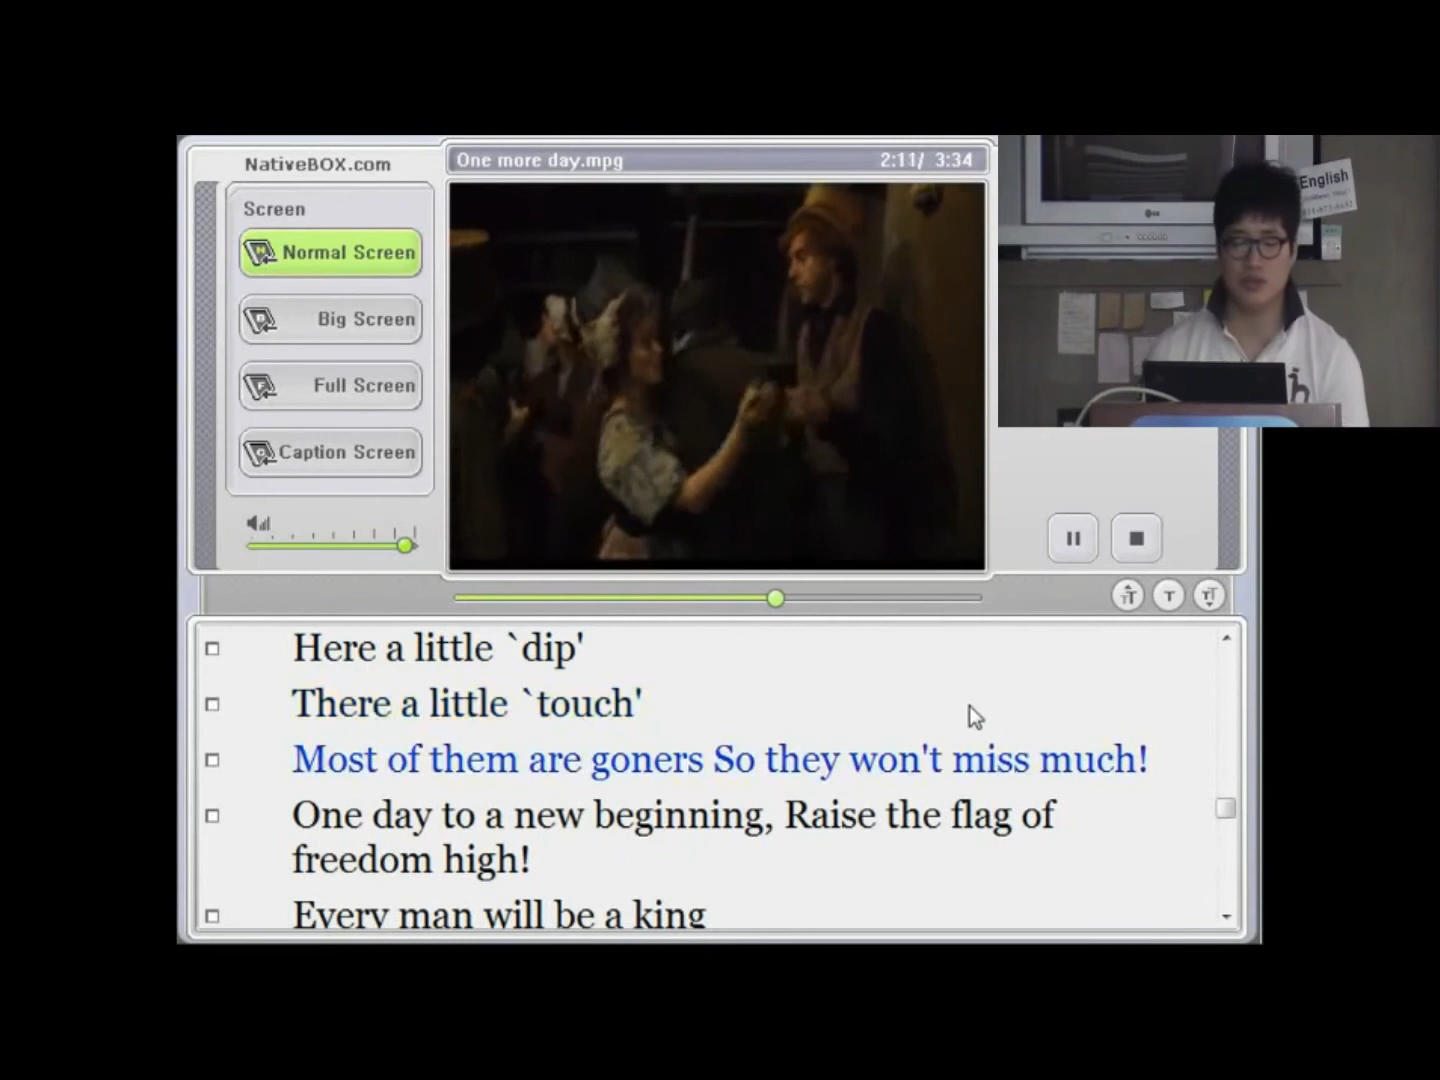 NativeBOX.com
One more day.mpg 2:11/ 3:34
Screen
Normal Screen
Big Screen
Full Screen
Caption Screen
English
Here a little `dip'
There a little `touch'
Most of them are goners So they won't miss much!
One day to a new beginning, Raise the flag of
freedom high!
Every man will be a king